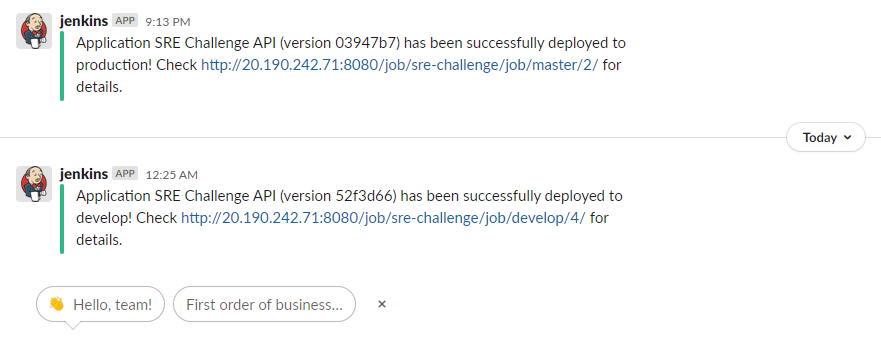 jenkins APP 9:13 PM
Application SRE Challenge API (version 03947b7) has been successfully deployed to
production! Check http://20.190.242.71:8080/job/sre-challenge/job/master/2/ for
details.
Today
jenkins APP 12:25 AM
Application SRE Challenge API (version 52f3d66) has been successfully deployed to
develop! Check http://20.190.242.71:8080/job/sre-challenge/job/develop/4/ for
details.
👋 Hello, team! First order of business... ×